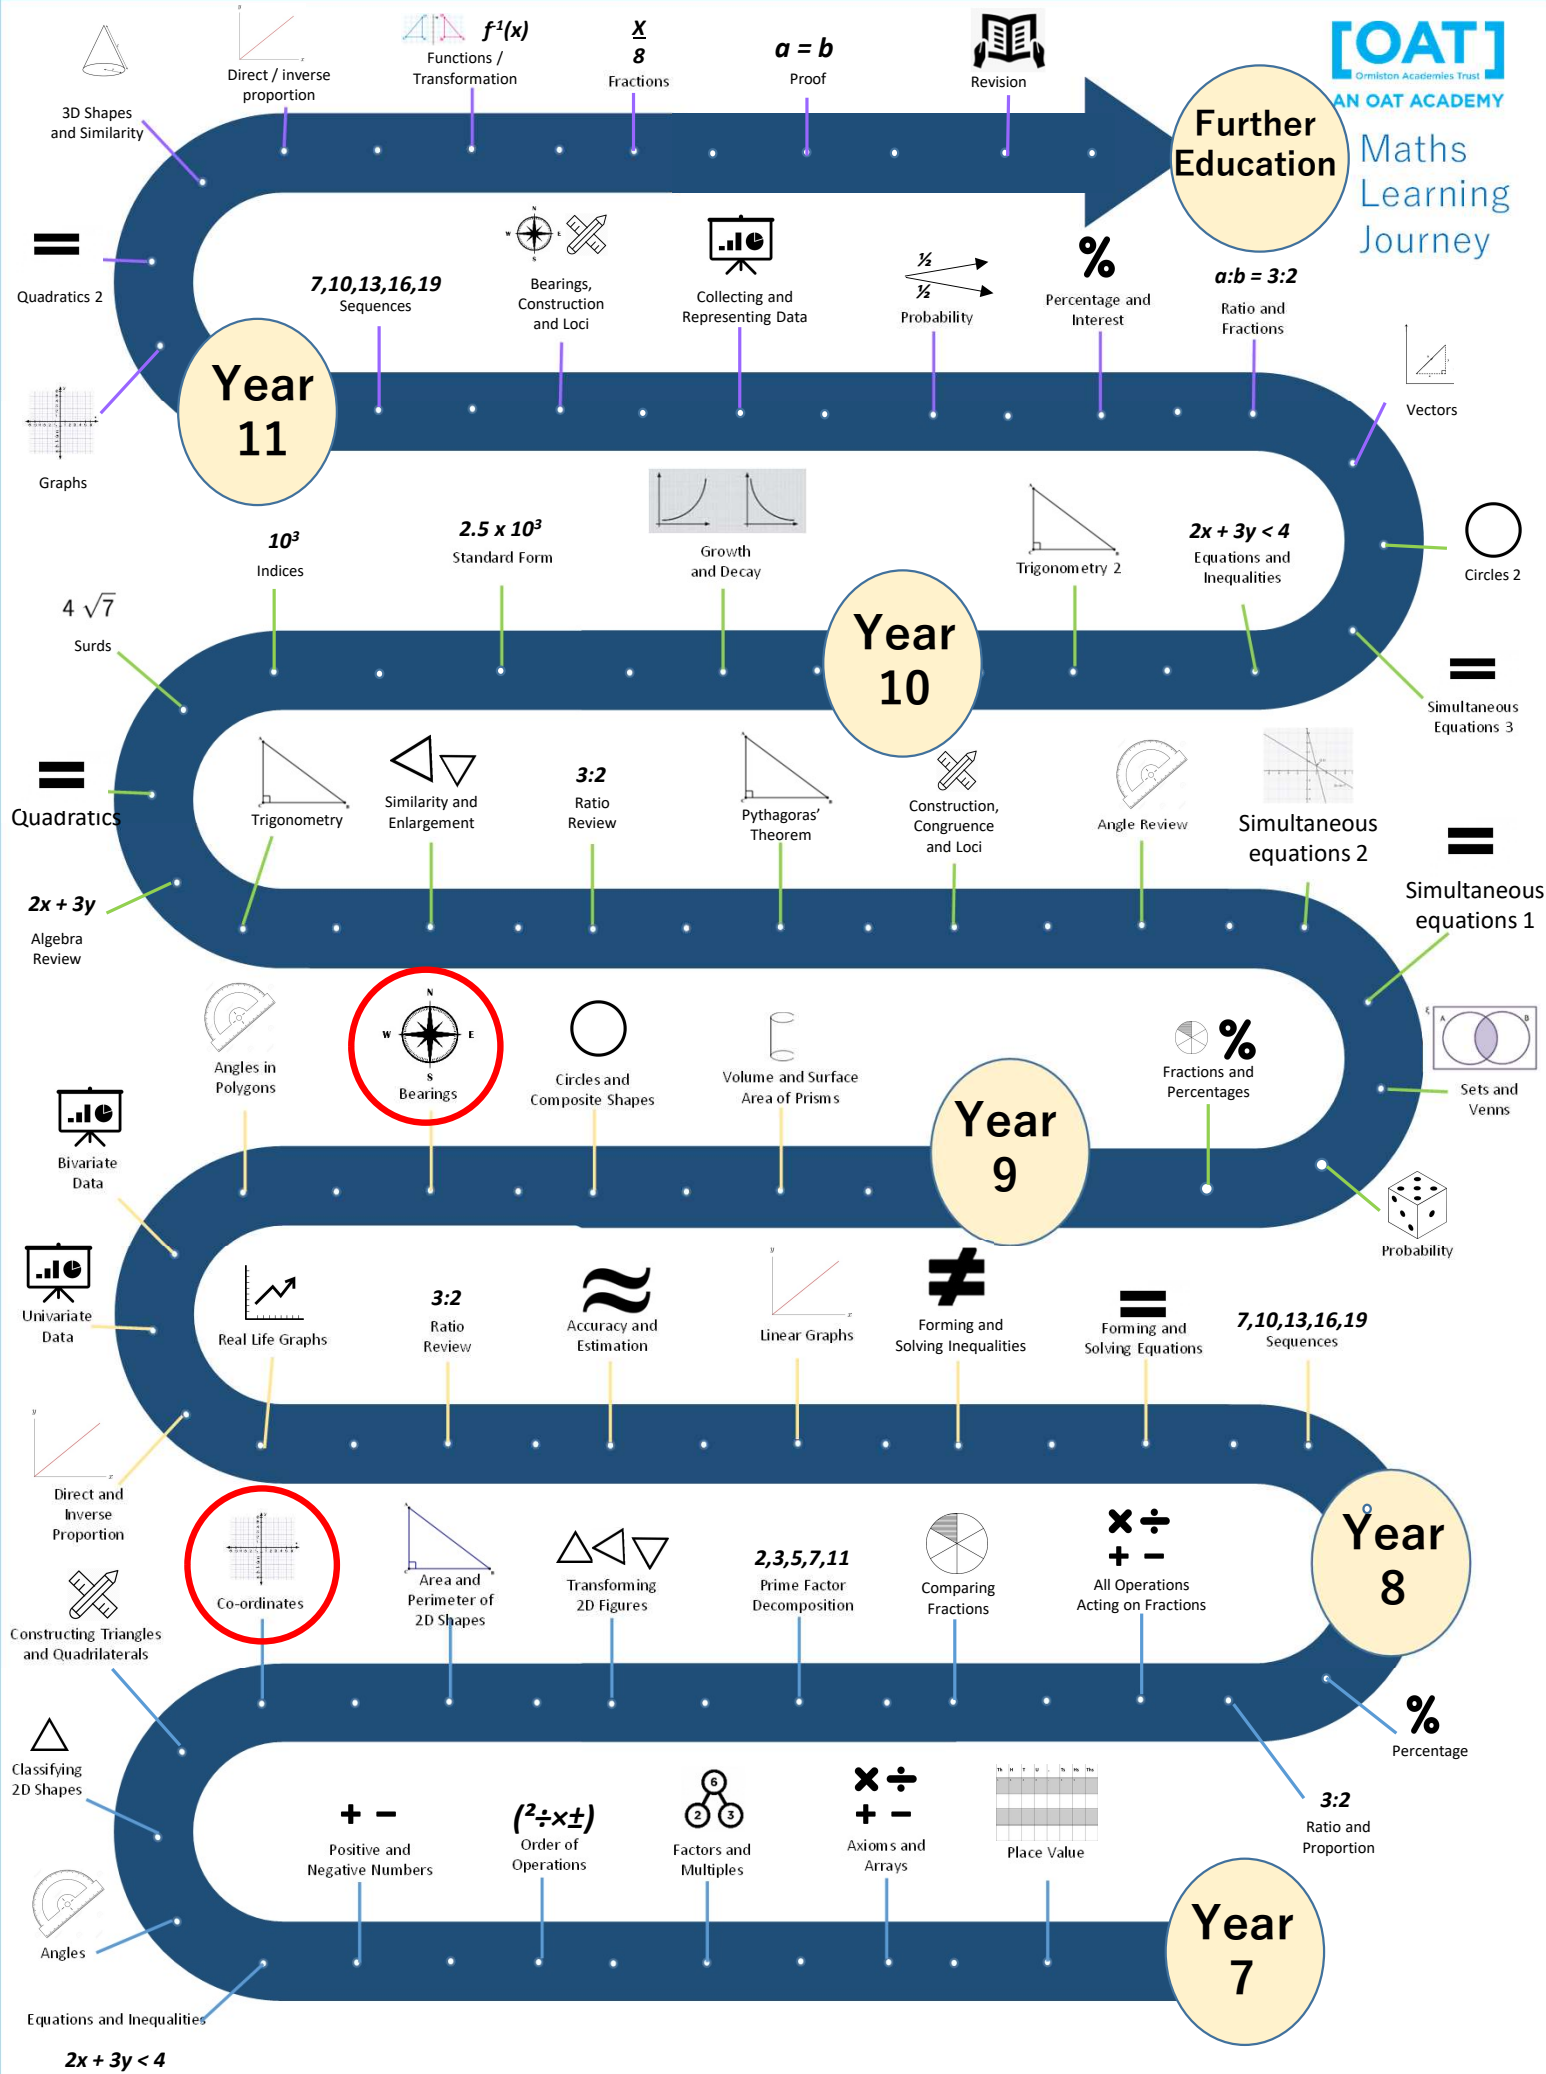 [OAT]
Ormiston Academies Trust
AN OAT ACADEMY
Maths
Learning
Journey
Further
Education
3D Shapes
and Similarity
Direct / inverse
proportion
f-1(x)
Functions /
Transformation
X
8
Fractions
a = b
Proof
Revision
Quadratics 2
Graphs
Year
11
7,10,13,16,19
Sequences
N
W E
S
Bearings,
Construction
and Loci
Collecting and
Representing Data
½
½
Probability
%
Percentage and
Interest
a:b = 3:2
Ratio and
Fractions
Vectors
Circles 2
Simultaneous
Equations 3
10³
Indices
2.5 x 10³
Standard Form
Growth
and Decay
Year
10
Trigonometry 2
2x + 3y < 4
Equations and
Inequalities
4 √7
Surds
=
Quadratics
2x + 3y
Algebra
Review
Trigonometry
Similarity and
Enlargement
3:2
Ratio
Review
Pythagoras’
Theorem
Construction,
Congruence
and Loci
Angle Review
Simultaneous
equations 2
Simultaneous
equations 1
A B
Sets and
Venns
Probability
Angles in
Polygons
N
W E
S
Bearings
Circles and
Composite Shapes
Volume and Surface
Area of Prisms
Year
9
%
Fractions and
Percentages
Bivariate
Data
Univariate
Data
Direct and
Inverse
Proportion
Real Life Graphs
3:2
Ratio
Review
≈
Accuracy and
Estimation
Linear Graphs
≠
Forming and
Solving Inequalities
=
Forming and
Solving Equations
7,10,13,16,19
Sequences
Year
8
Co-ordinates
Area and
Perimeter of
2D Shapes
Transforming
2D Figures
2,3,5,7,11
Prime Factor
Decomposition
Comparing
Fractions
× ÷
+ −
All Operations
Acting on Fractions
%
Percentage
3:2
Ratio and
Proportion
Constructing Triangles
and Quadrilaterals
Classifying
2D Shapes
Angles
Equations and Inequalities
2x + 3y < 4
+ −
Positive and
Negative Numbers
(²÷×±)
Order of
Operations
6
2 3
Factors and
Multiples
× ÷
+ −
Axioms and
Arrays
Place Value
Year
7